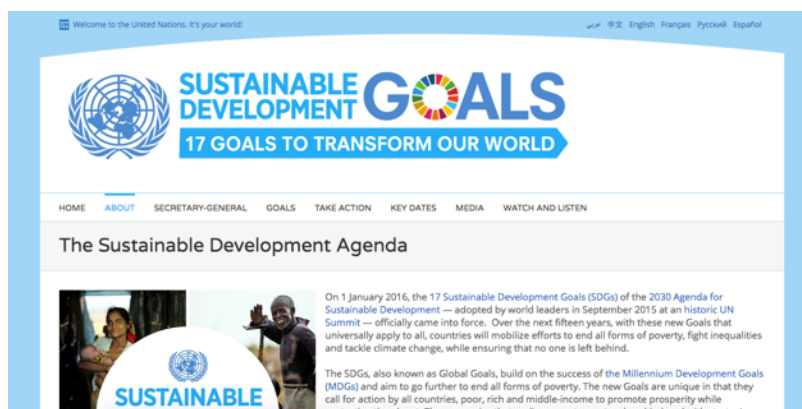 Welcome to the United Nations. It's your world!
عربي 中文 English Français Русский Español
SUSTAINABLE
DEVELOPMENT GOALS
17 GOALS TO TRANSFORM OUR WORLD
HOME ABOUT SECRETARY-GENERAL GOALS TAKE ACTION KEY DATES MEDIA WATCH AND LISTEN
The Sustainable Development Agenda
On 1 January 2016, the 17 Sustainable Development Goals (SDGs) of the 2030 Agenda for
Sustainable Development — adopted by world leaders in September 2015 at an historic UN
Summit — officially came into force. Over the next fifteen years, with these new Goals that
universally apply to all, countries will mobilize efforts to end all forms of poverty, fight inequalities
and tackle climate change, while ensuring that no one is left behind.
The SDGs, also known as Global Goals, build on the success of the Millennium Development Goals
(MDGs) and aim to go further to end all forms of poverty. The new Goals are unique in that they
call for action by all countries, poor, rich and middle-income to promote prosperity while
SUSTAINABLE